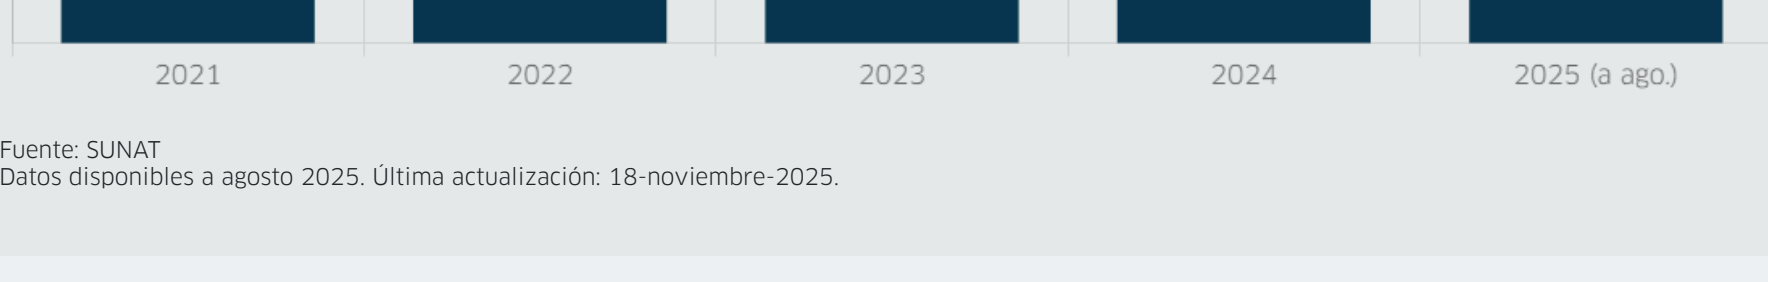 2021 2022 2023 2024 2025 (a ago.)
Fuente: SUNAT
Datos disponibles a agosto 2025. Última actualización: 18-noviembre-2025.